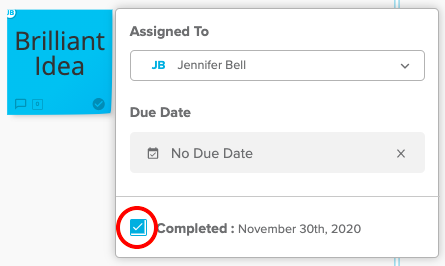 JB
Brilliant
Idea
Assigned To
JB Jennifer Bell
Due Date
No Due Date
Completed : November 30th, 2020